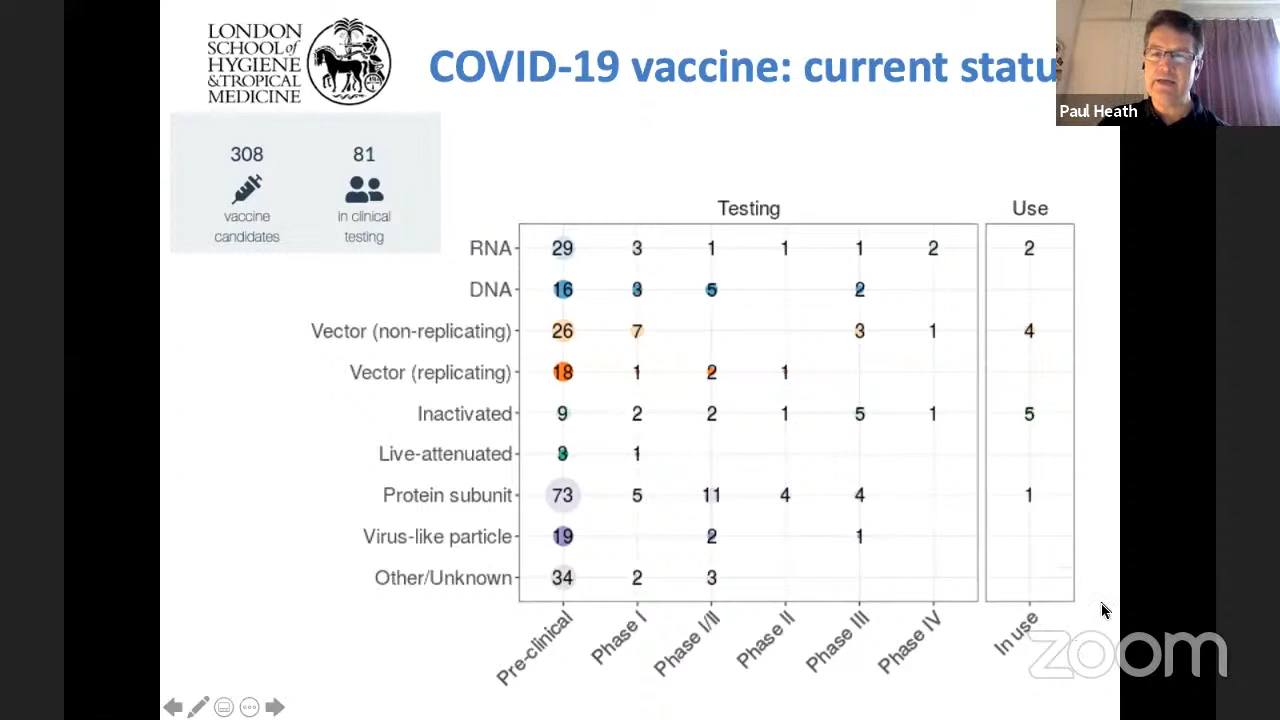 LONDON
SCHOOL of
HYGIENE
& TROPICAL
MEDICINE
COVID-19 vaccine: current statu
Paul Heath
308
81
vaccine
candidates
in clinical
testing
Testing
Use
RNA 29 3 1 1 1 2 2
DNA 16 3 5 2
Vector (non-replicating) 26 7 3 1 4
Vector (replicating) 18 1 2 1
Inactivated 9 2 2 1 5 1 5
Live-attenuated 3 1
Protein subunit 73 5 11 4 4 1
Virus-like particle 19 2 1
Other/Unknown 34 2 3
Pre-clinical
Phase I
Phase I/II
Phase II
Phase III
Phase IV
In use
zoom